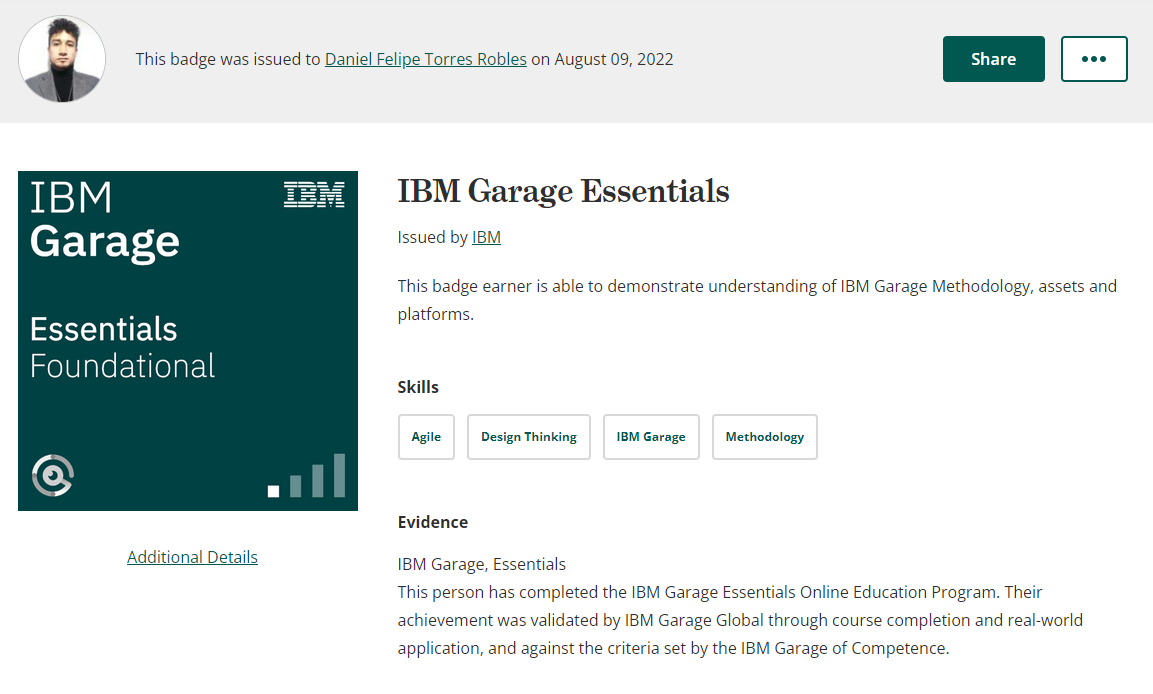 This badge was issued to Daniel Felipe Torres Robles on August 09, 2022
Share
IBM
IBM
Garage
Essentials
Foundational
Additional Details
IBM Garage Essentials
Issued by IBM
This badge earner is able to demonstrate understanding of IBM Garage Methodology, assets and
platforms.
Skills
Agile
Design Thinking
IBM Garage
Methodology
Evidence
IBM Garage, Essentials
This person has completed the IBM Garage Essentials Online Education Program. Their
achievement was validated by IBM Garage Global through course completion and real-world
application, and against the criteria set by the IBM Garage of Competence.